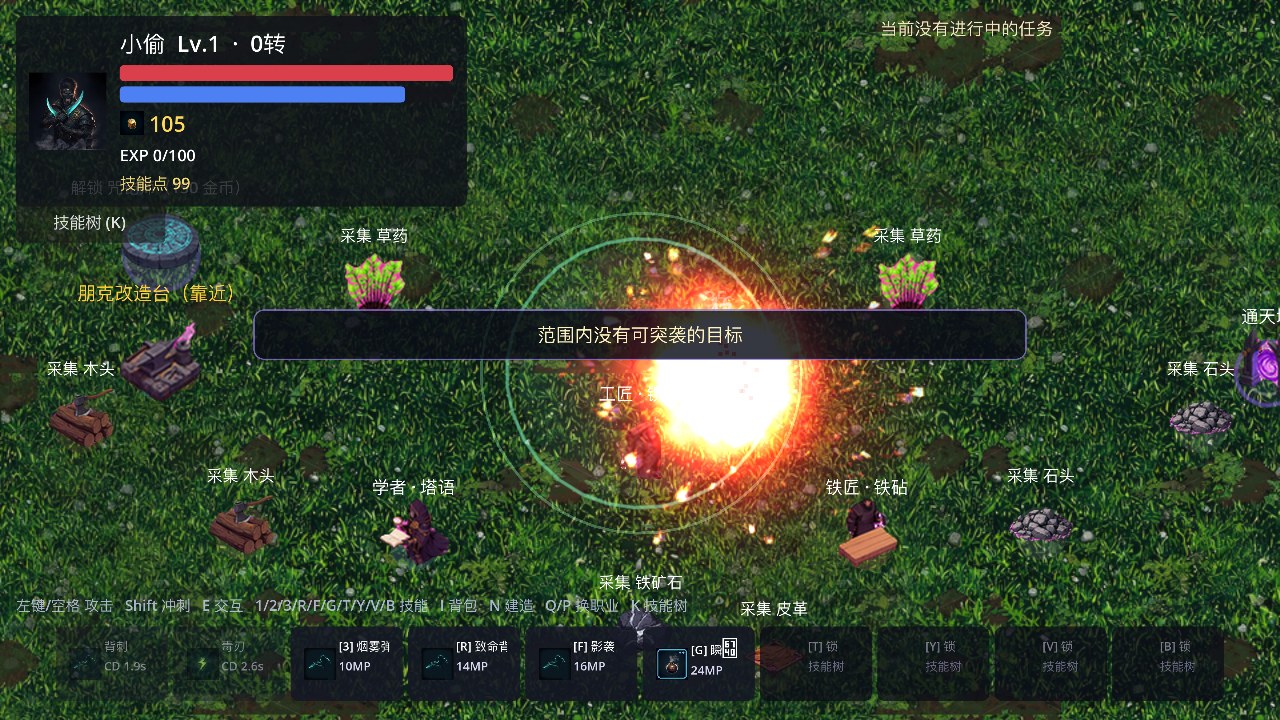 小偷 Lv.1 · 0转
105
EXP 0/100
技能点 99
技能树 (K)
当前没有进行中的任务
采集 草药
采集 草药
朋克改造台（靠近）
范围内没有可突袭的目标
采集 木头
采集 石头
工匠 ·
采集 木头
学者 · 塔语
铁匠 · 铁砧
采集 石头
采集 铁矿石
采集 皮革
左键/空格 攻击 Shift 冲刺 E 交互 1/2/3/R/F/G/T/Y/V/B 技能 I 背包 N 建造 Q/P 换职业 K 技能树
背刺
CD 1.9s
青刃
CD 2.6s
[3] 烟雾弹
10MP
[R] 致命背
14MP
[F] 影袭
16MP
[G]
24MP
[T] 锁
技能树
[Y] 锁
技能树
[V] 锁
技能树
[B] 锁
技能树